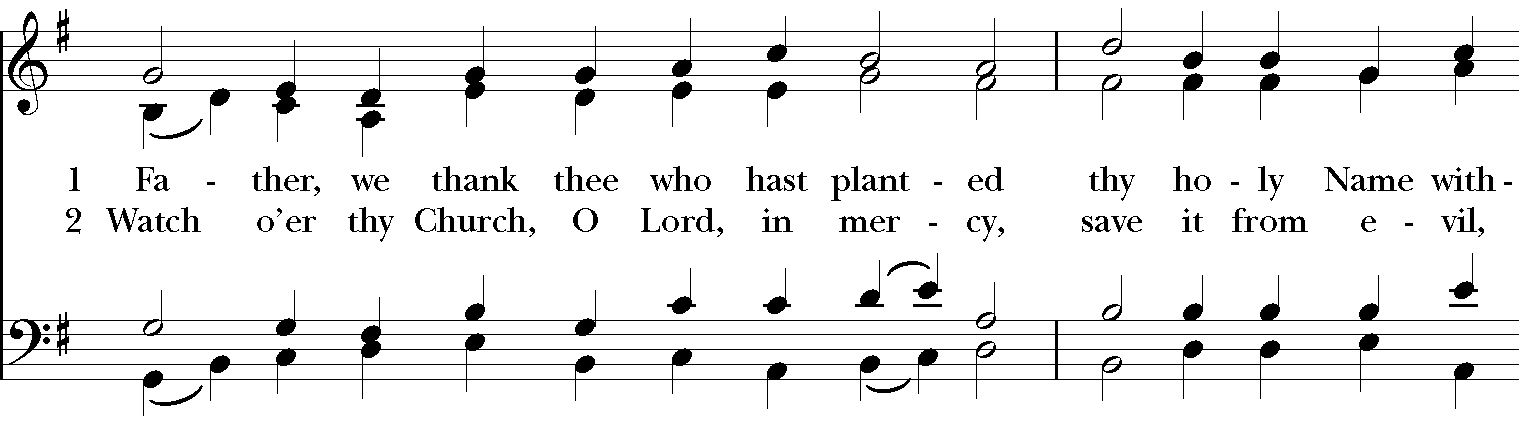 1 Fa - ther, we thank thee who hast plant - ed thy ho - ly Name with -
2 Watch o'er thy Church, O Lord, in mer - cy, save it from e - vil,